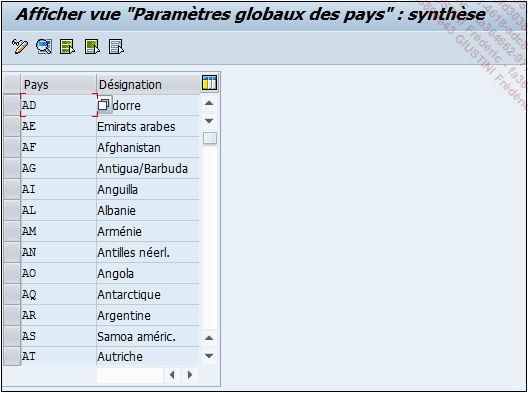 Afficher vue "Paramètres globaux des pays" : synthèse
Pays Désignation
AD dorre
AE Emirats arabes
AF Afghanistan
AG Antigua/Barbuda
AI Anguilla
AL Albanie
AM Arménie
AN Antilles néerl.
AO Angola
AQ Antarctique
AR Argentine
AS Samoa améric.
AT Autriche
GIUSTINI Frédéric